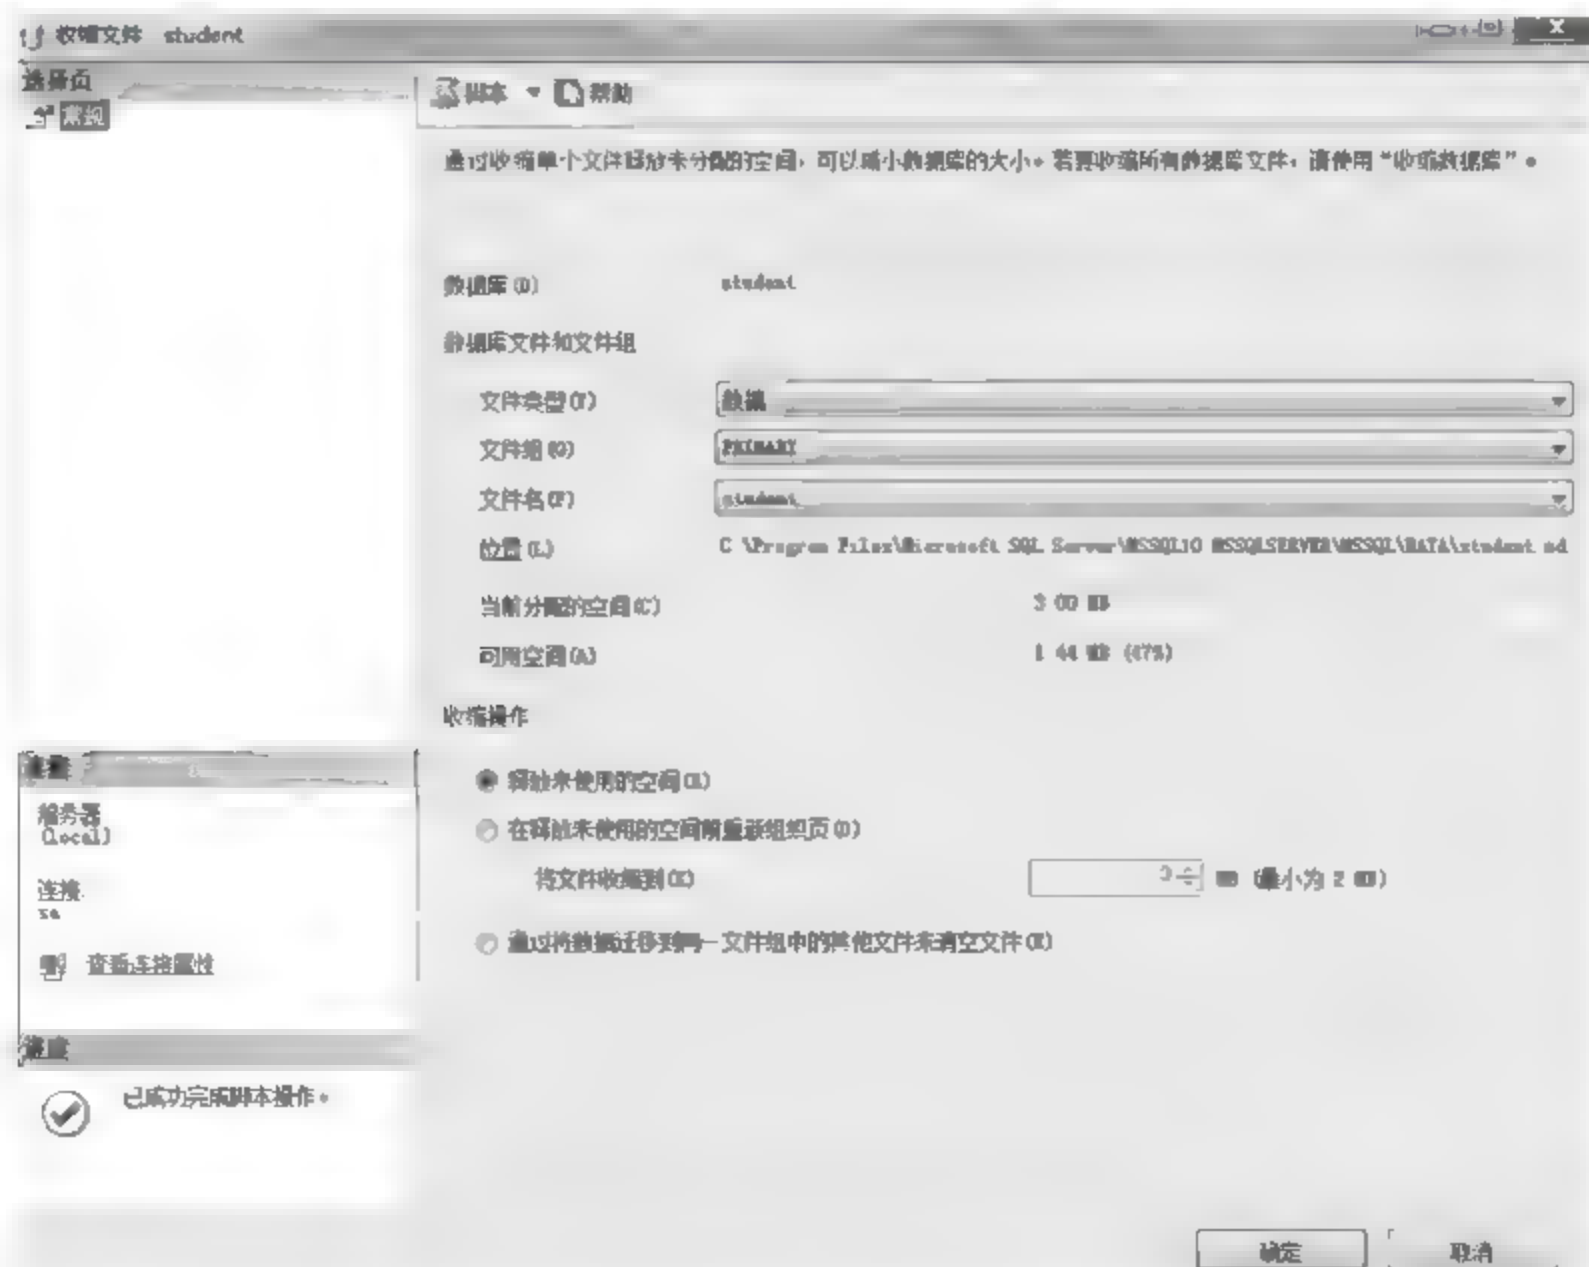 收缩文件 student
选择页
常规
脚本 帮助
通过收缩单个文件释放未分配的空间，可以减小数据库的大小。若要收缩所有数据库文件，请使用“收缩数据库”。
数据库(D) student
数据库文件和文件组
文件类型(T) 数据
文件组(G) PRIMARY
文件名(F) student
位置(L) C \Program Files\Microsoft SQL Server\MSSQL10 MSSQLSERVER\MSSQL\DATA\student md
当前分配的空间(C) 3 00 MB
可用空间(A) 1 44 MB (47%)
收缩操作
释放未使用的空间(R)
在释放未使用的空间前重新组织页(O)
将文件收缩到(K) 3 MB (最小为 2 MB)
通过将数据迁移到同一文件组中的其他文件来清空文件(E)
连接
服务器
(local)
连接
sa
查看连接属性
进度
已成功完成脚本操作。
确定 取消